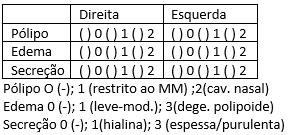 Direita Esquerda
Pólipo ( ) 0 ( ) 1 ( ) 2 ( ) 0 ( ) 1 ( ) 2
Edema ( ) 0 ( ) 1 ( ) 2 ( ) 0 ( ) 1 ( ) 2
Secreção ( ) 0 ( ) 1 ( ) 2 ( ) 0 ( ) 1 ( ) 2
Pólipo O (-); 1 (restrito ao MM) ;2(cav. nasal)
Edema 0 (-); 1 (leve-mod.); 3(dege. polipoide)
Secreção 0 (-); 1(hialina); 3 (espessa/purulenta)